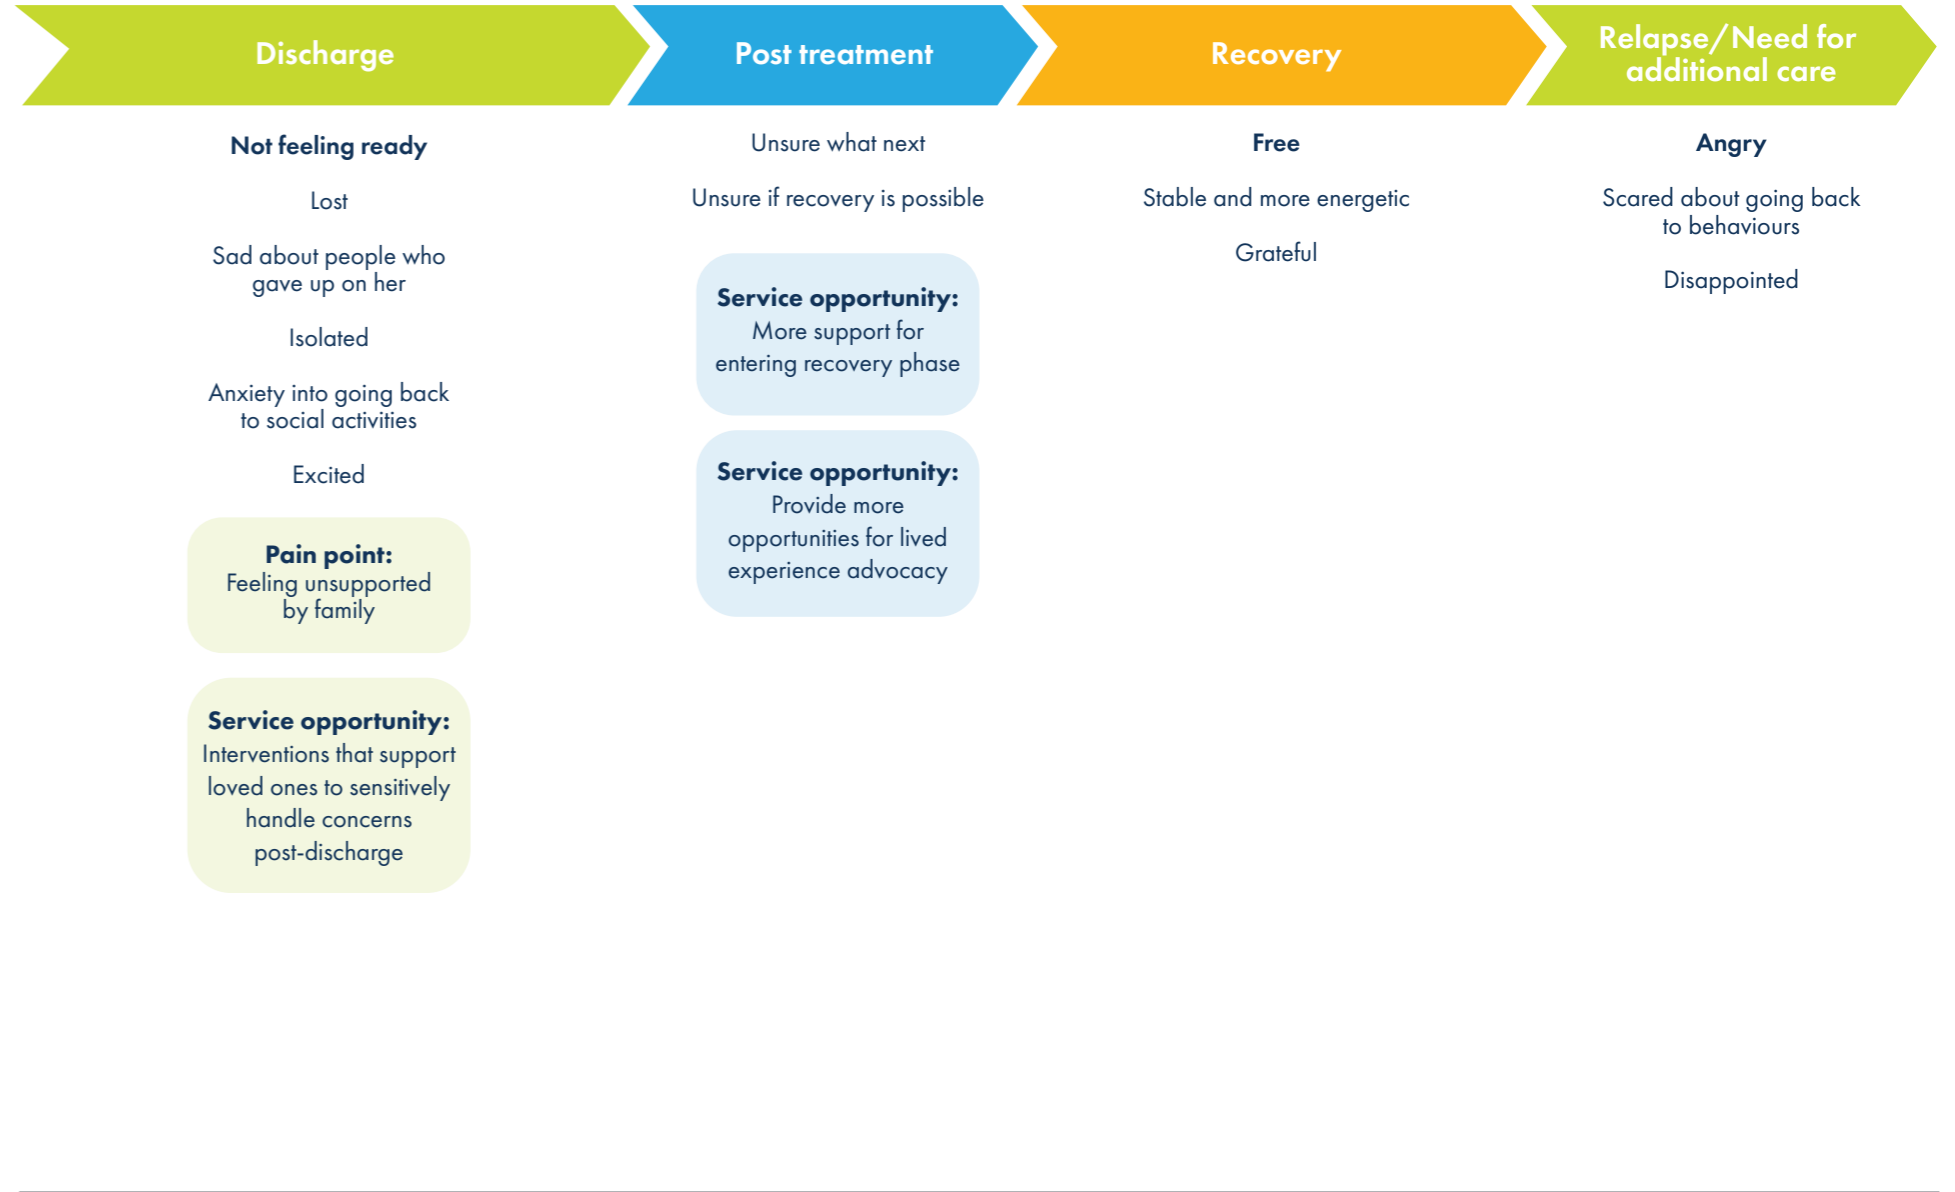 Discharge
Post treatment
Recovery
Relapse/Need for
additional care
Not feeling ready
Lost
Sad about people who
gave up on her
Isolated
Anxiety into going back
to social activities
Excited
Pain point:
Feeling unsupported
by family
Service opportunity:
Interventions that support
loved ones to sensitively
handle concerns
post-discharge
Unsure what next
Unsure if recovery is possible
Service opportunity:
More support for
entering recovery phase
Service opportunity:
Provide more
opportunities for lived
experience advocacy
Free
Stable and more energetic
Grateful
Angry
Scared about going back
to behaviours
Disappointed